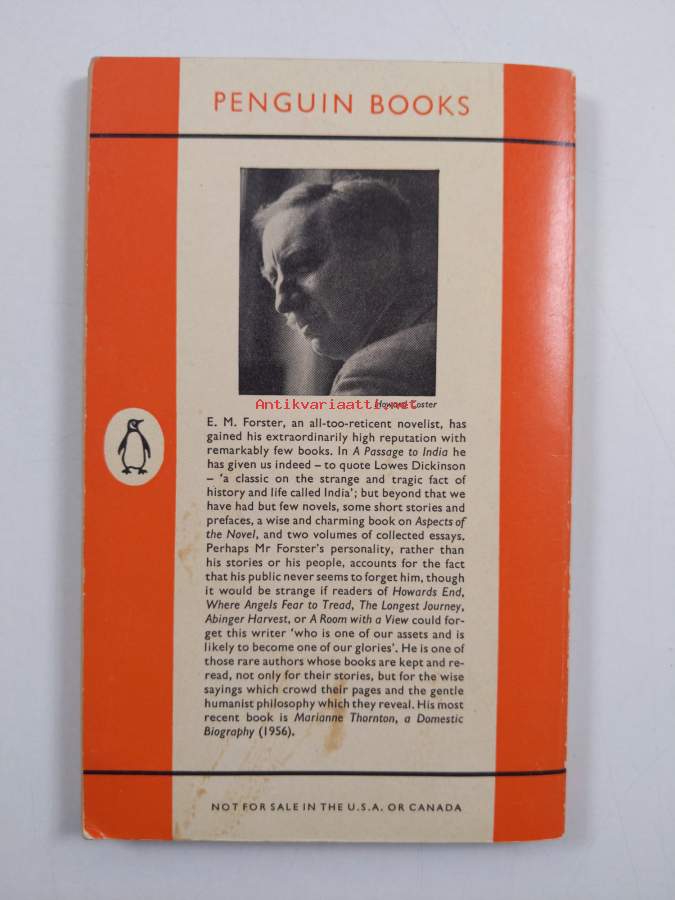 PENGUIN BOOKS
Howard Coster
Antikvariaatti.net
E. M. Forster, an all-too-reticent novelist, has
gained his extraordinarily high reputation with
remarkably few books. In A Passage to India he
has given us indeed – to quote Lowes Dickinson
– ‘a classic on the strange and tragic fact of
history and life called India’; but beyond that we
have had but few novels, some short stories and
prefaces, a wise and charming book on Aspects of
the Novel, and two volumes of collected essays.
Perhaps Mr Forster’s personality, rather than
his stories or his people, accounts for the fact
that his public never seems to forget him, though
it would be strange if readers of Howards End,
Where Angels Fear to Tread, The Longest Journey,
Abinger Harvest, or A Room with a View could for-
get this writer ‘who is one of our assets and is
likely to become one of our glories’. He is one of
those rare authors whose books are kept and re-
read, not only for their stories, but for the wise
sayings which crowd their pages and the gentle
humanist philosophy which they reveal. His most
recent book is Marianne Thornton, a Domestic
Biography (1956).
NOT FOR SALE IN THE U.S.A. OR CANADA